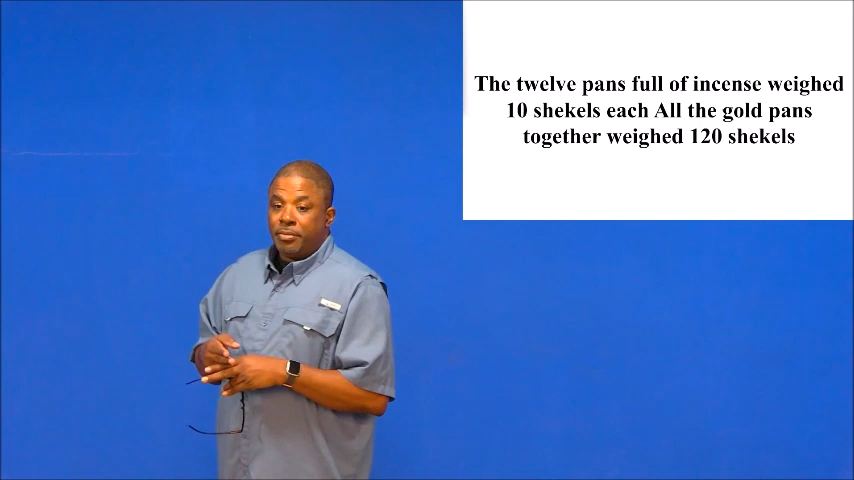 The twelve pans full of incense weighed
10 shekels each All the gold pans
together weighed 120 shekels